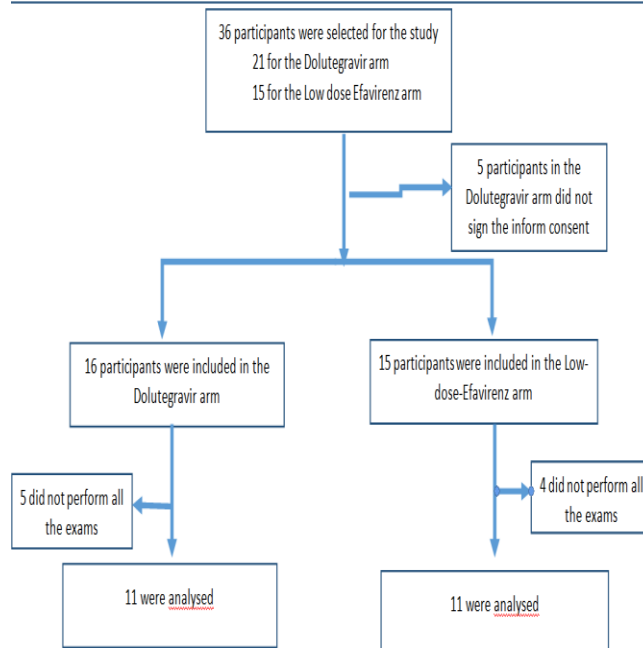 36 participants were selected for the study
21 for the Dolutegravir arm
15 for the Low dose Efavirenz arm
5 participants in the
Dolutegravir arm did not
sign the inform consent
16 participants were included in the
Dolutegravir arm
15 participants were included in the Low-
dose-Efavirenz arm
5 did not perform all
the exams
4 did not perform all
the exams
11 were analysed
11 were analysed